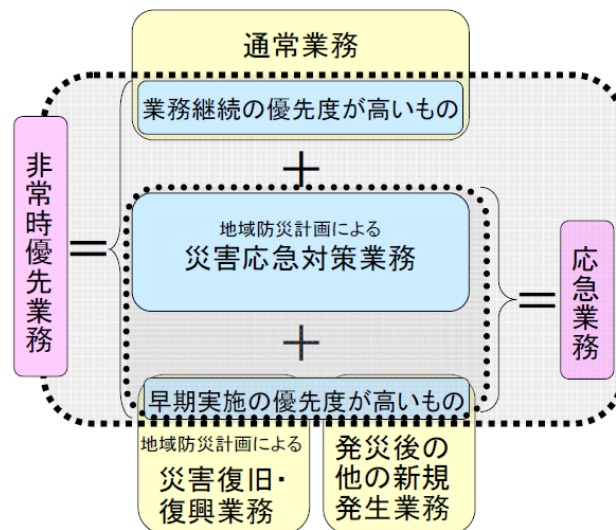 通常業務
業務継続の優先度が高いもの
＋
非常時優先業務
＝
地域防災計画による
災害応急対策業務
＝
応急業務
＋
早期実施の優先度が高いもの
地域防災計画による
災害復旧・
復興業務
発災後の
他の新規
発生業務